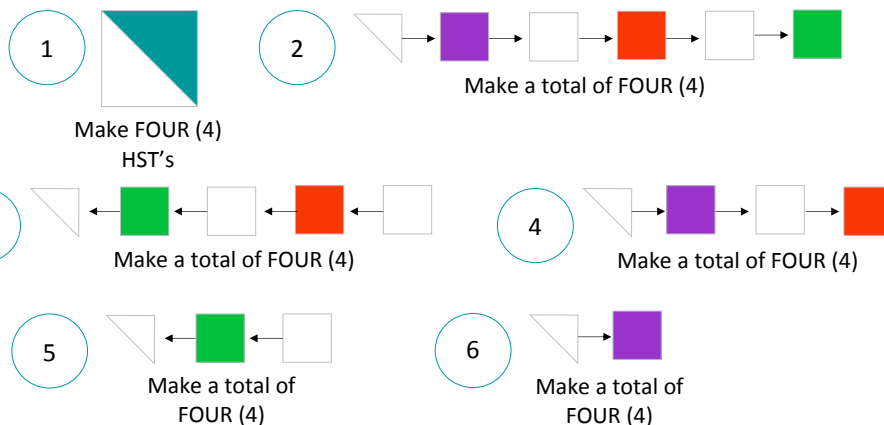 1
2
Make a total of FOUR (4)
Make FOUR (4)
HST's
Make a total of FOUR (4)
4
Make a total of FOUR (4)
5
Make a total of
FOUR (4)
6
Make a total of
FOUR (4)